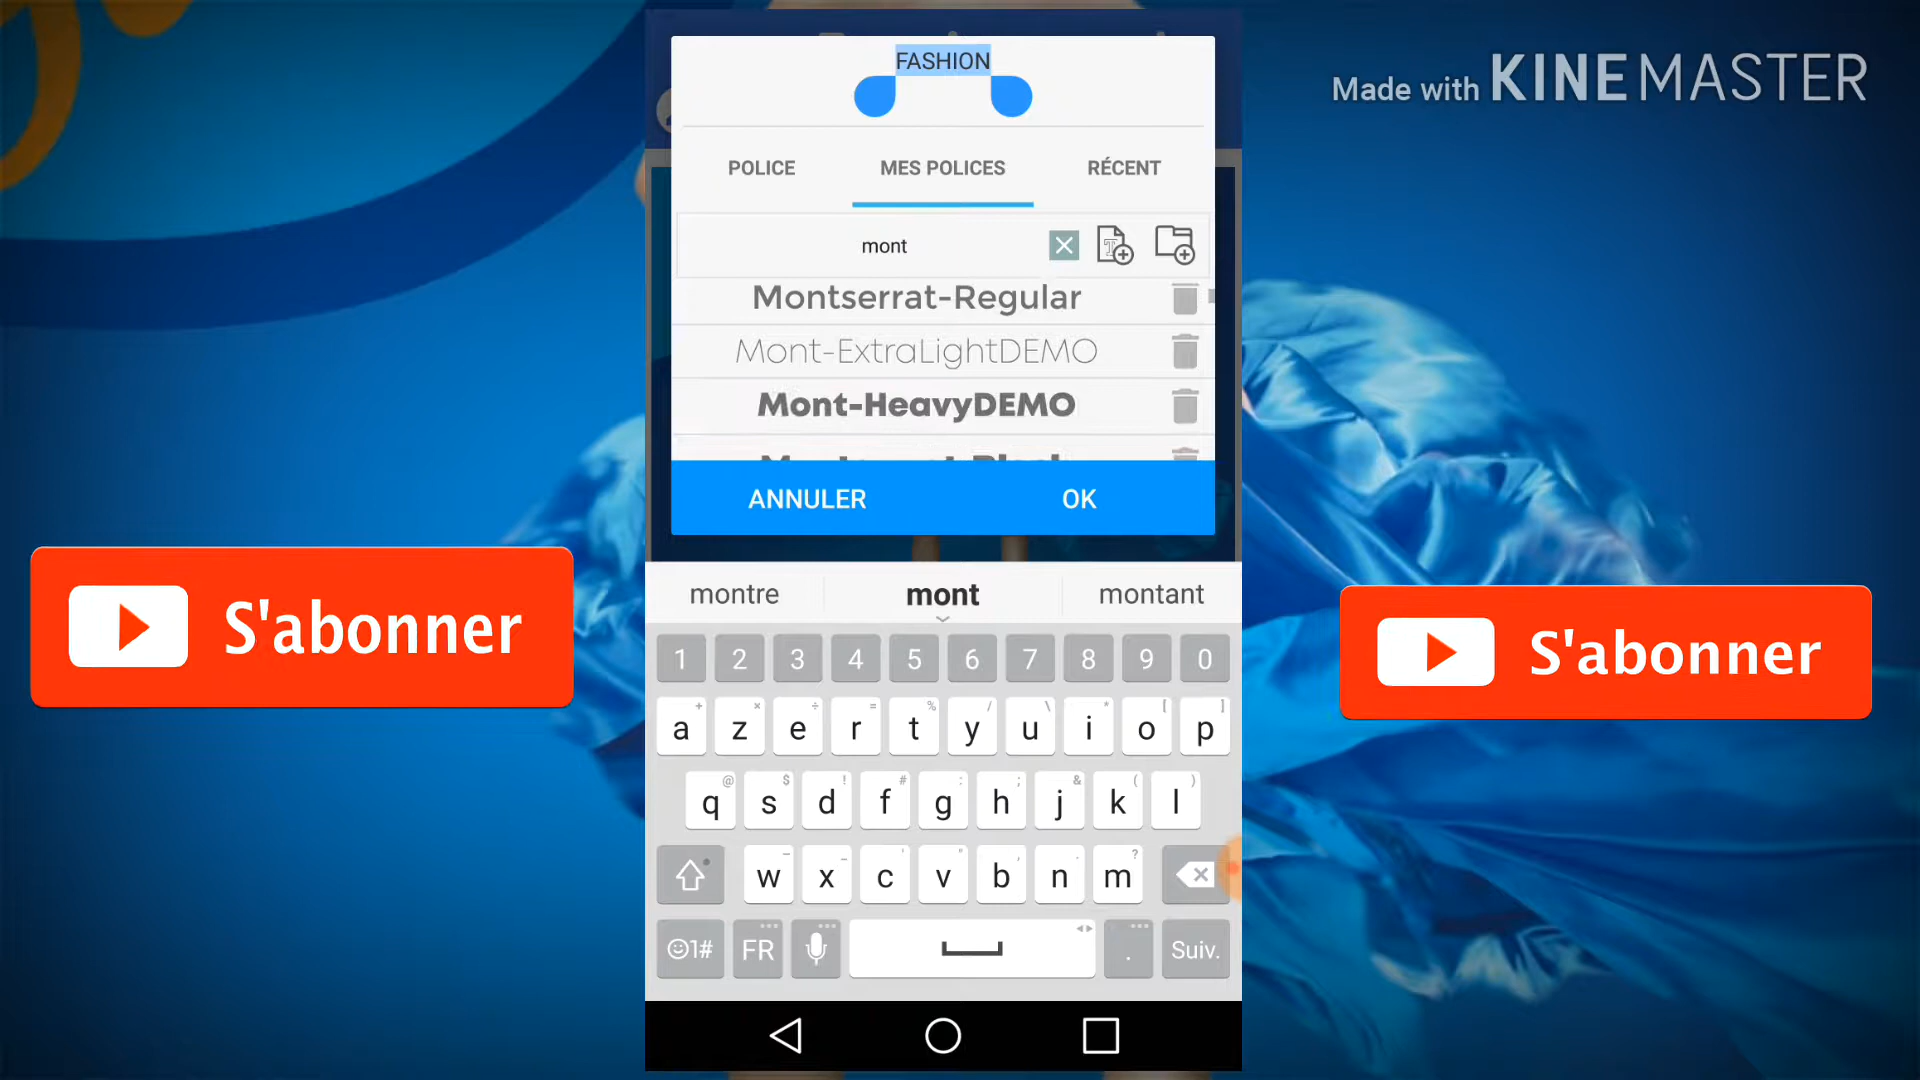 FASHION
Made with KINEMASTER
POLICE MES POLICES RÉCENT
mont
Montserrat-Regular
Mont-ExtraLightDEMO
Mont-HeavyDEMO
ANNULER OK
montre mont montant
S'abonner
S'abonner
1 2 3 4 5 6 7 8 9 0
a z e r t y u i o p
q s d f g h j k l
w x c v b n m
1# FR . Suiv.